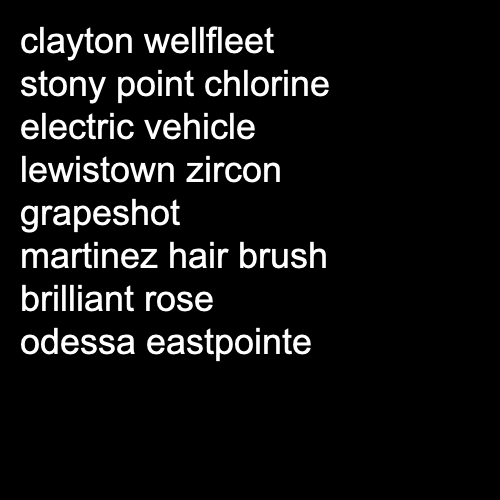 clayton wellfleet
stony point chlorine
electric vehicle
lewistown zircon
grapeshot
martinez hair brush
brilliant rose
odessa eastpointe